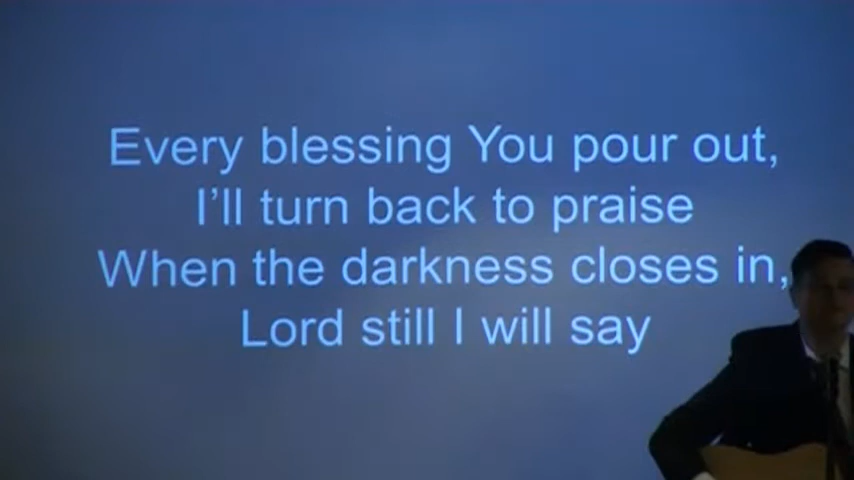 Every blessing You pour out,
I'll turn back to praise
When the darkness closes in,
Lord still I will say